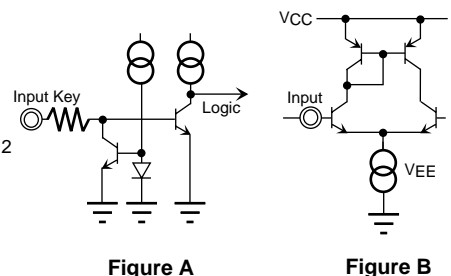 VCC
Input Key
Logic
2
Input
VEE
Figure A
Figure B